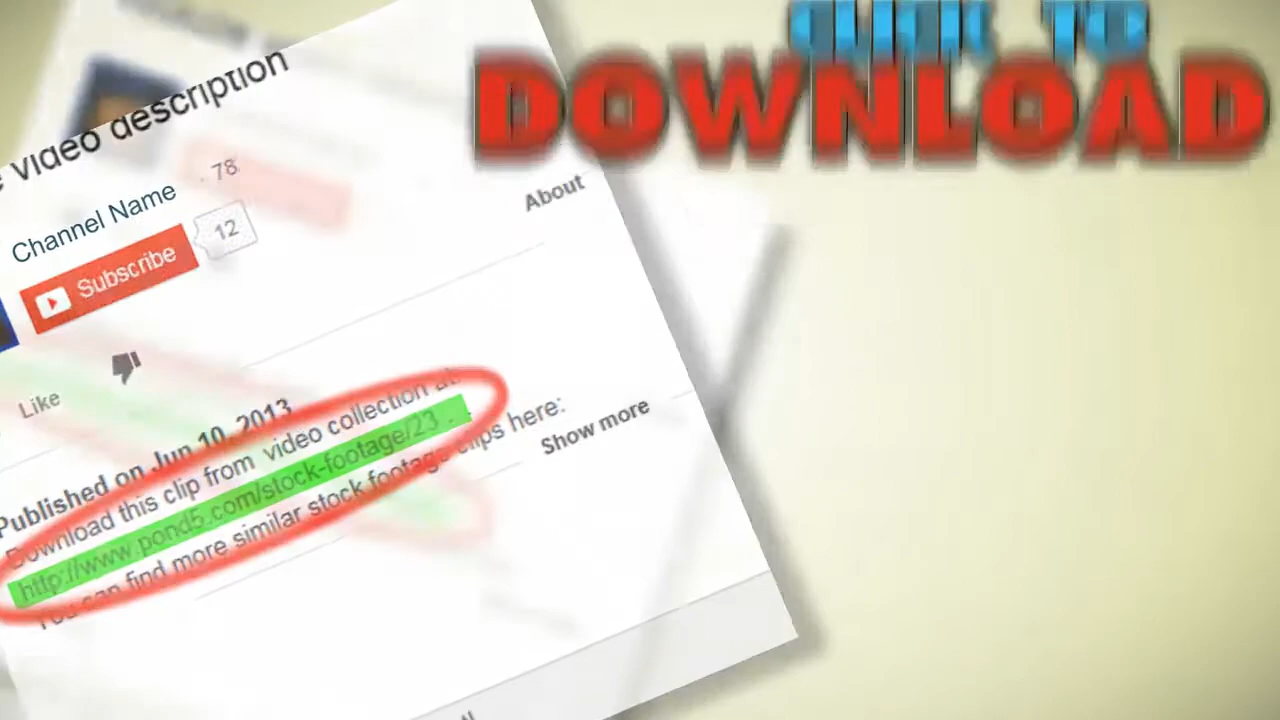 CLICK TO
DOWNLOAD
video description
78
Channel Name
Subscribe
12
About
Like
Published on Jun 10, 2013
Download this clip from video collection at
http://www.pond5.com/stock-footage/23 . .
You can find more similar stock footage clips here:
Show more